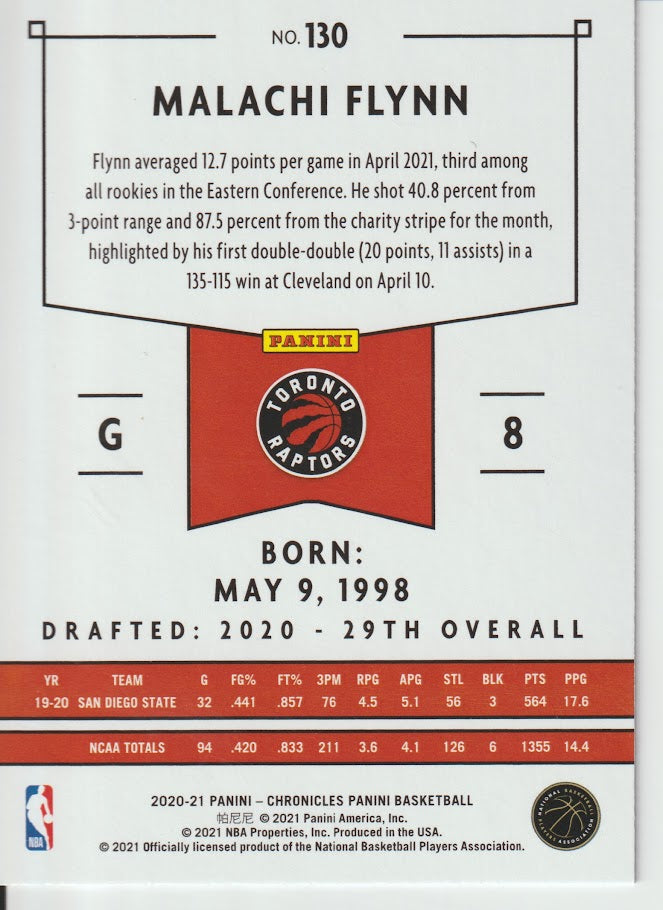 NO. 130
MALACHI FLYNN
Flynn averaged 12.7 points per game in April 2021, third among
all rookies in the Eastern Conference. He shot 40.8 percent from
3-point range and 87.5 percent from the charity stripe for the month,
highlighted by his first double-double (20 points, 11 assists) in a
135-115 win at Cleveland on April 10.
PANINI
TORONTO
RAPTORS
G
8
BORN:
MAY 9, 1998
DRAFTED: 2020 - 29TH OVERALL
YR TEAM G FG% FT% 3PM RPG APG STL BLK PTS PPG
19-20 SAN DIEGO STATE 32 .441 .857 76 4.5 5.1 56 3 564 17.6
NCAA TOTALS 94 .420 .833 211 3.6 4.1 126 6 1355 14.4
2020-21 PANINI – CHRONICLES PANINI BASKETBALL
帕尼尼 © 2021 Panini America, Inc.
© 2021 NBA Properties, Inc. Produced in the USA.
© 2021 Officially licensed product of the National Basketball Players Association.
NBA
NATIONAL BASKETBALL
PLAYERS ASSOCIATION